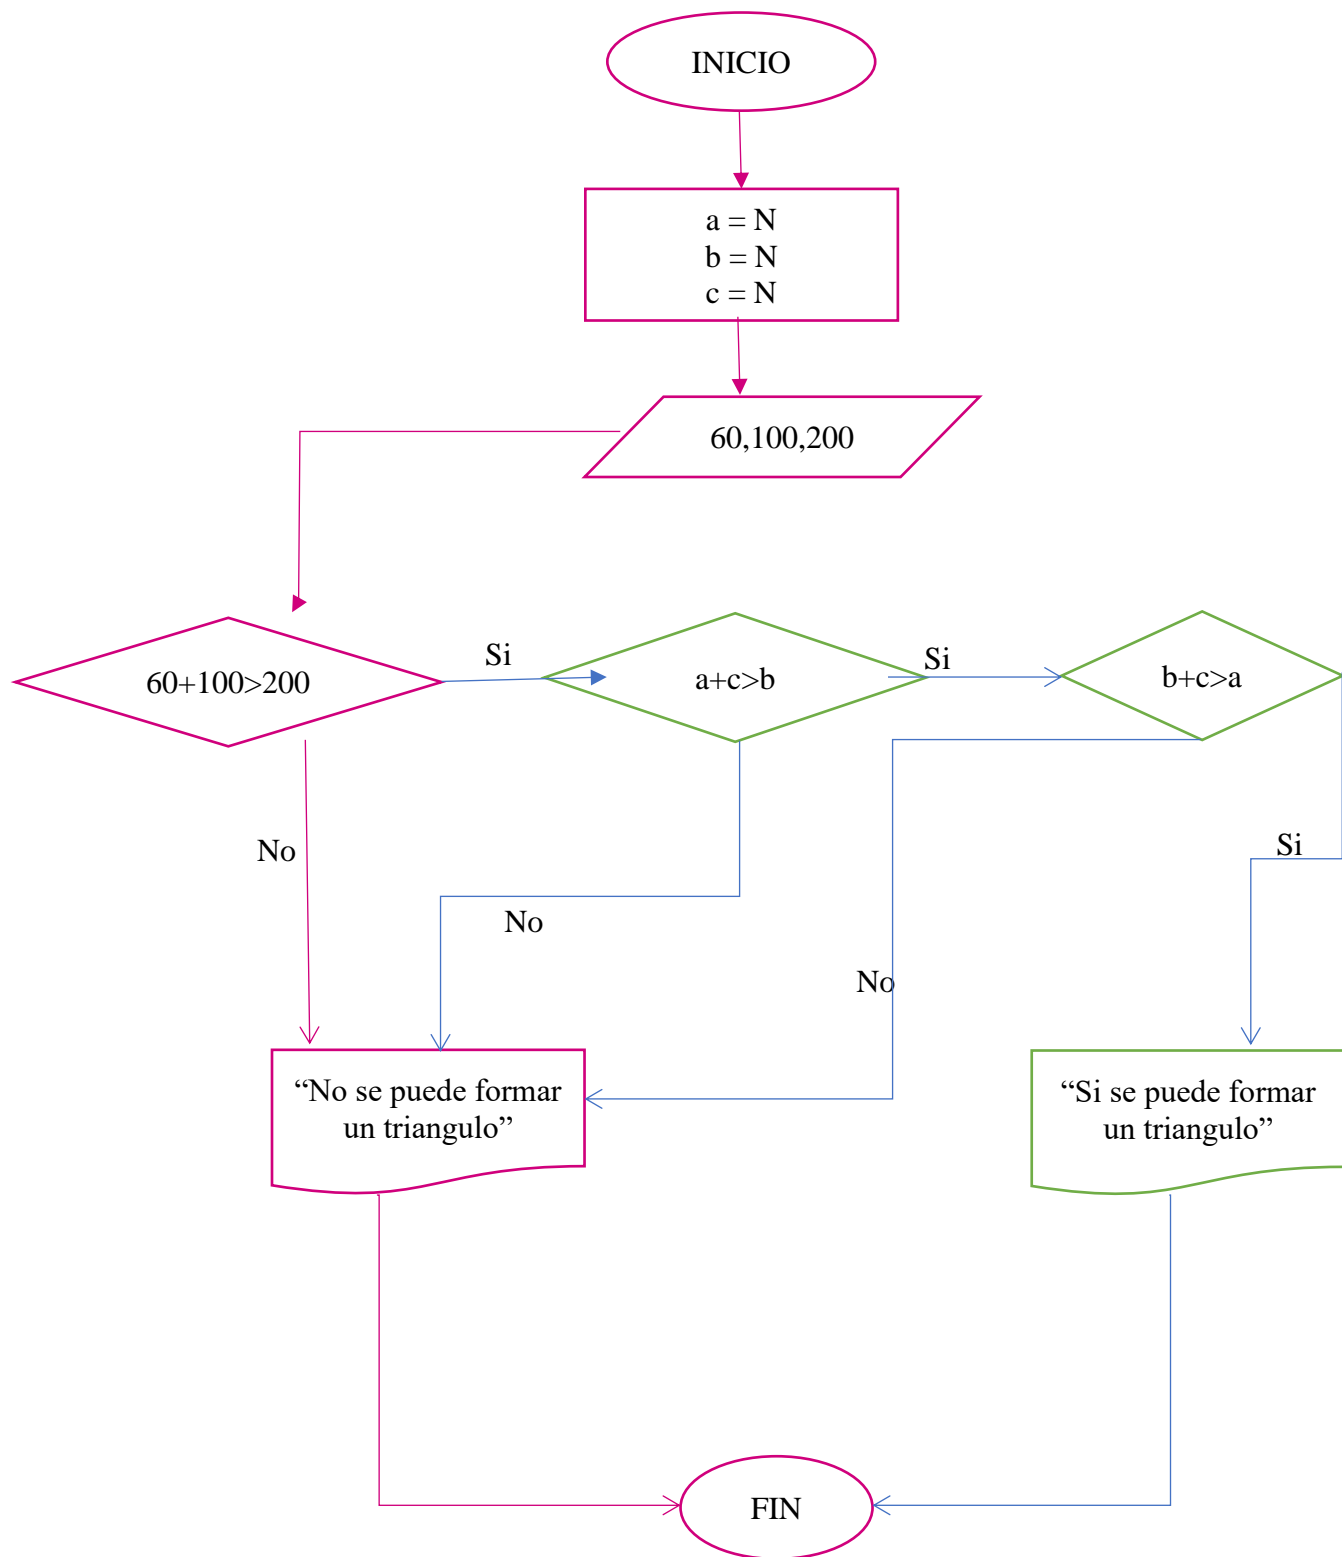 INICIO
a = N
b = N
c = N
60,100,200
60+100>200
Si
a+c>b
Si
b+c>a
No
No
No
Si
“No se puede formar
un triangulo”
“Si se puede formar
un triangulo”
FIN